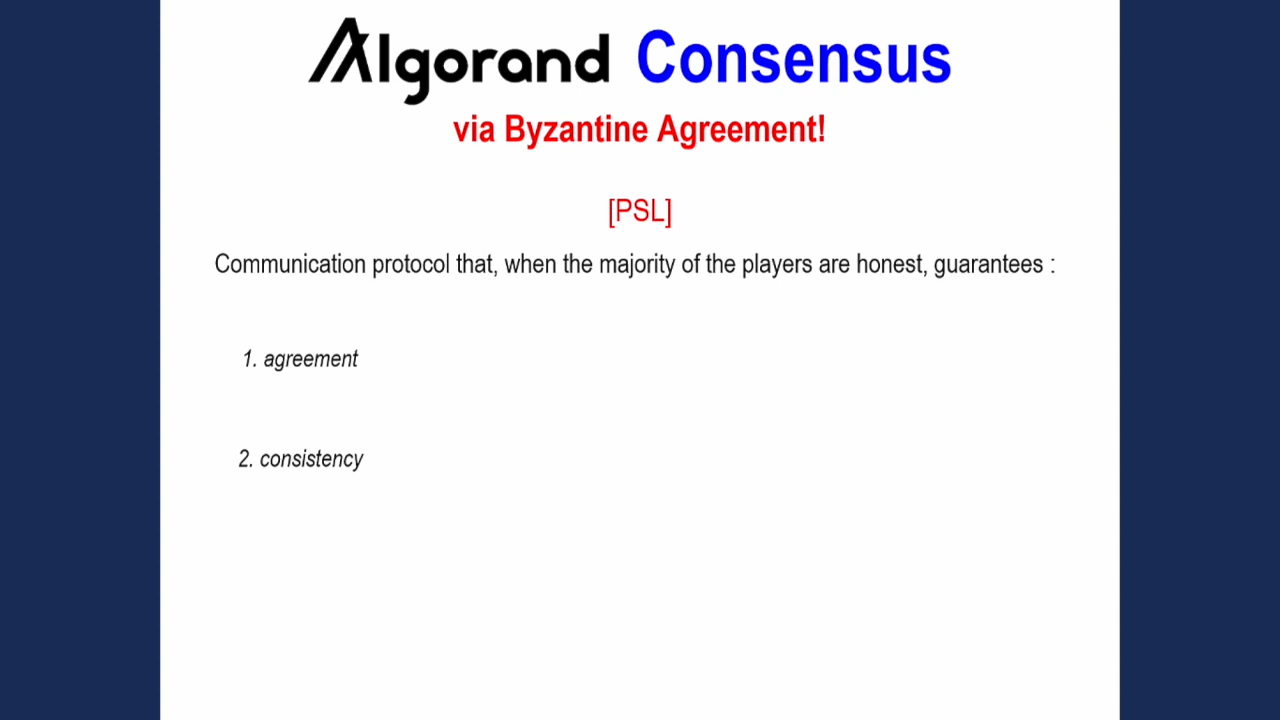 Algorand Consensus
via Byzantine Agreement!
[PSL]
Communication protocol that, when the majority of the players are honest, guarantees :
1. agreement
2. consistency